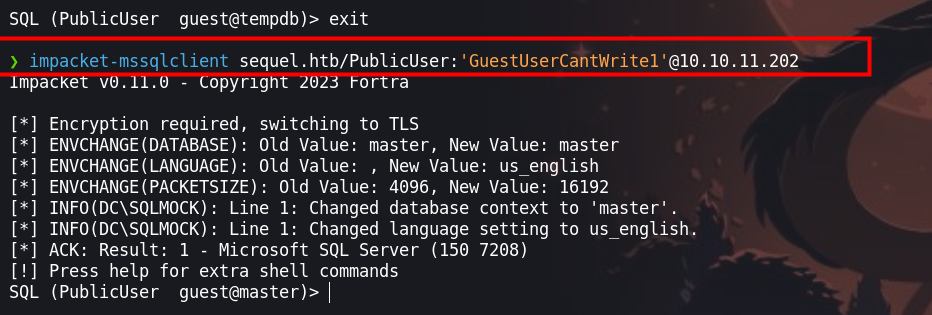 SQL (PublicUser  guest@tempdb)> exit
❯ impacket-mssqlclient sequel.htb/PublicUser:'GuestUserCantWrite1'@10.10.11.202
Impacket v0.11.0 - Copyright 2023 Fortra
[*] Encryption required, switching to TLS
[*] ENVCHANGE(DATABASE): Old Value: master, New Value: master
[*] ENVCHANGE(LANGUAGE): Old Value: , New Value: us_english
[*] ENVCHANGE(PACKETSIZE): Old Value: 4096, New Value: 16192
[*] INFO(DC\SQLMOCK): Line 1: Changed database context to 'master'.
[*] INFO(DC\SQLMOCK): Line 1: Changed language setting to us_english.
[*] ACK: Result: 1 - Microsoft SQL Server (150 7208)
[!] Press help for extra shell commands
SQL (PublicUser  guest@master)>